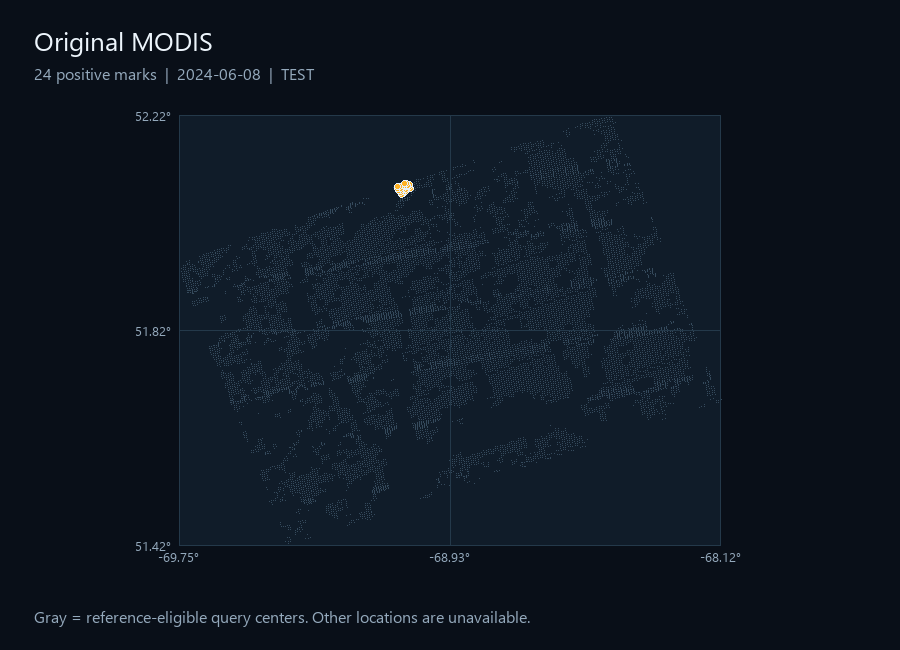 Original MODIS
24 positive marks | 2024-06-08 | TEST
52.22°
51.82°
51.42°
-69.75°
-68.93°
-68.12°
Gray = reference-eligible query centers. Other locations are unavailable.